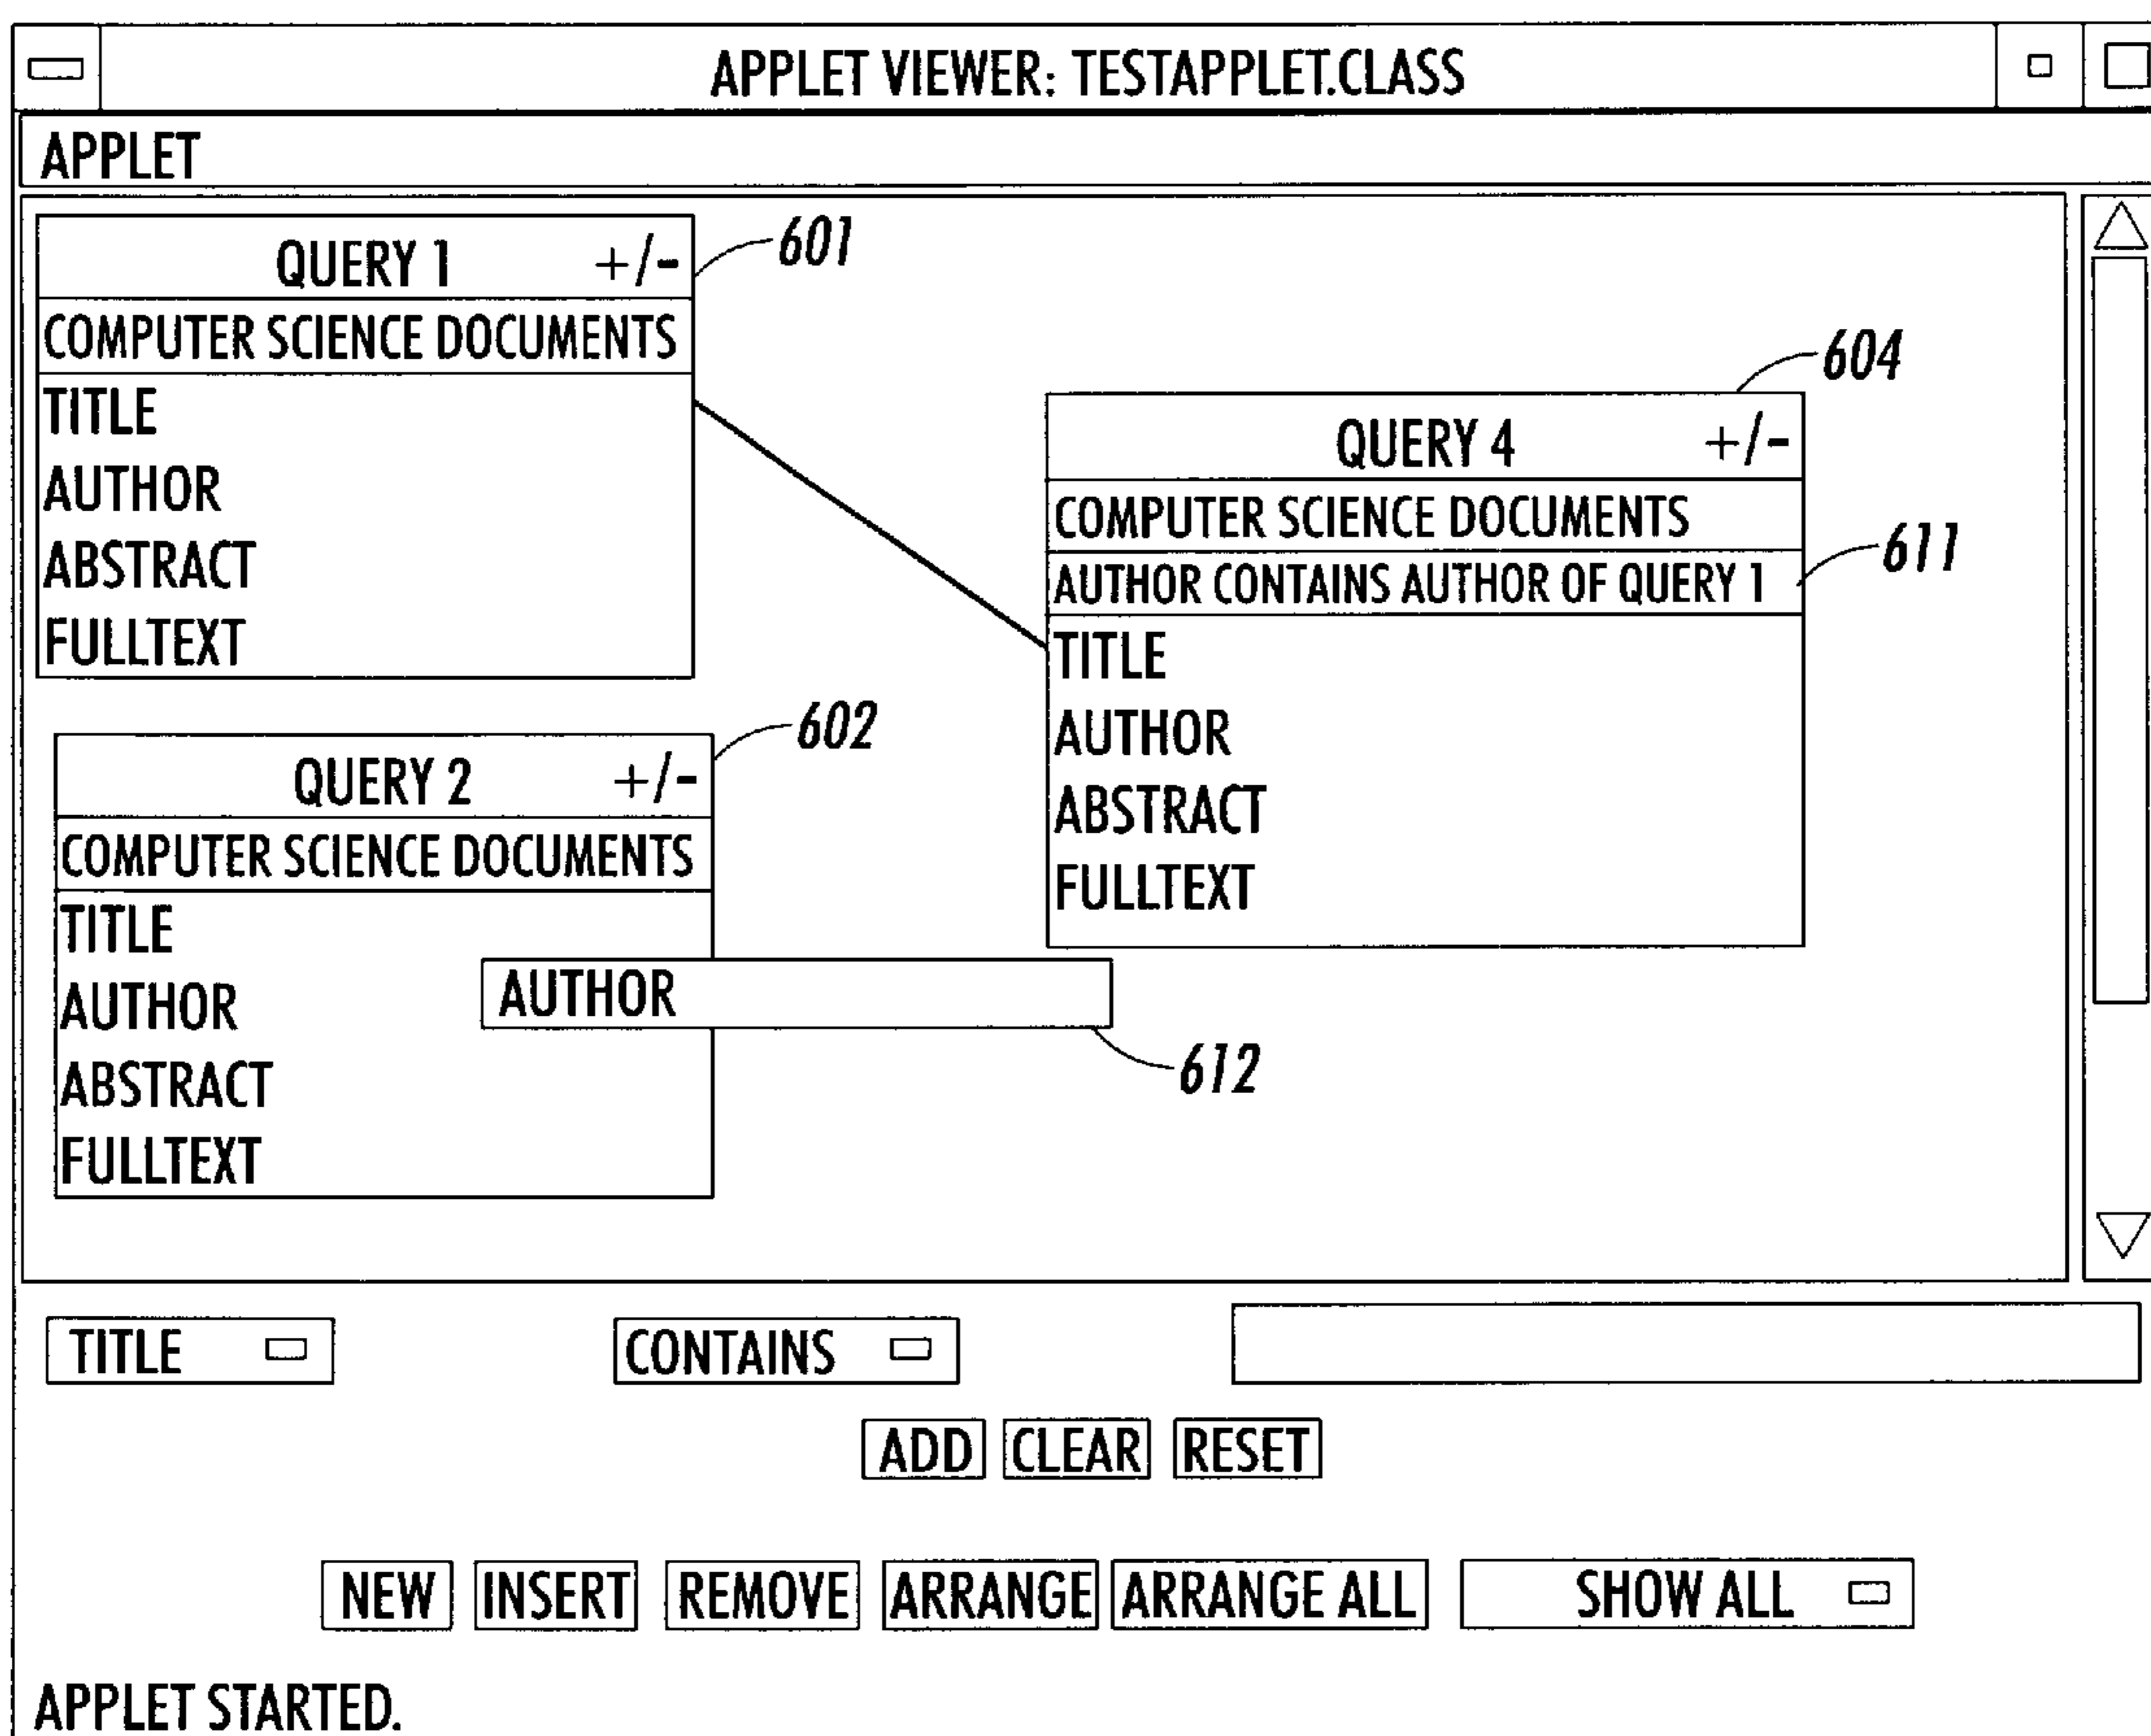 APPLET VIEWER: TESTAPPLET.CLASS
APPLET
QUERY 1 +/-
601
COMPUTER SCIENCE DOCUMENTS
TITLE
AUTHOR
ABSTRACT
FULLTEXT
604
QUERY 4 +/-
COMPUTER SCIENCE DOCUMENTS
611
AUTHOR CONTAINS AUTHOR OF QUERY 1
TITLE
AUTHOR
ABSTRACT
FULLTEXT
602
QUERY 2 +/-
COMPUTER SCIENCE DOCUMENTS
TITLE
AUTHOR
ABSTRACT
FULLTEXT
AUTHOR
612
TITLE CONTAINS
ADD CLEAR RESET
NEW INSERT REMOVE ARRANGE ARRANGE ALL SHOW ALL
APPLET STARTED.